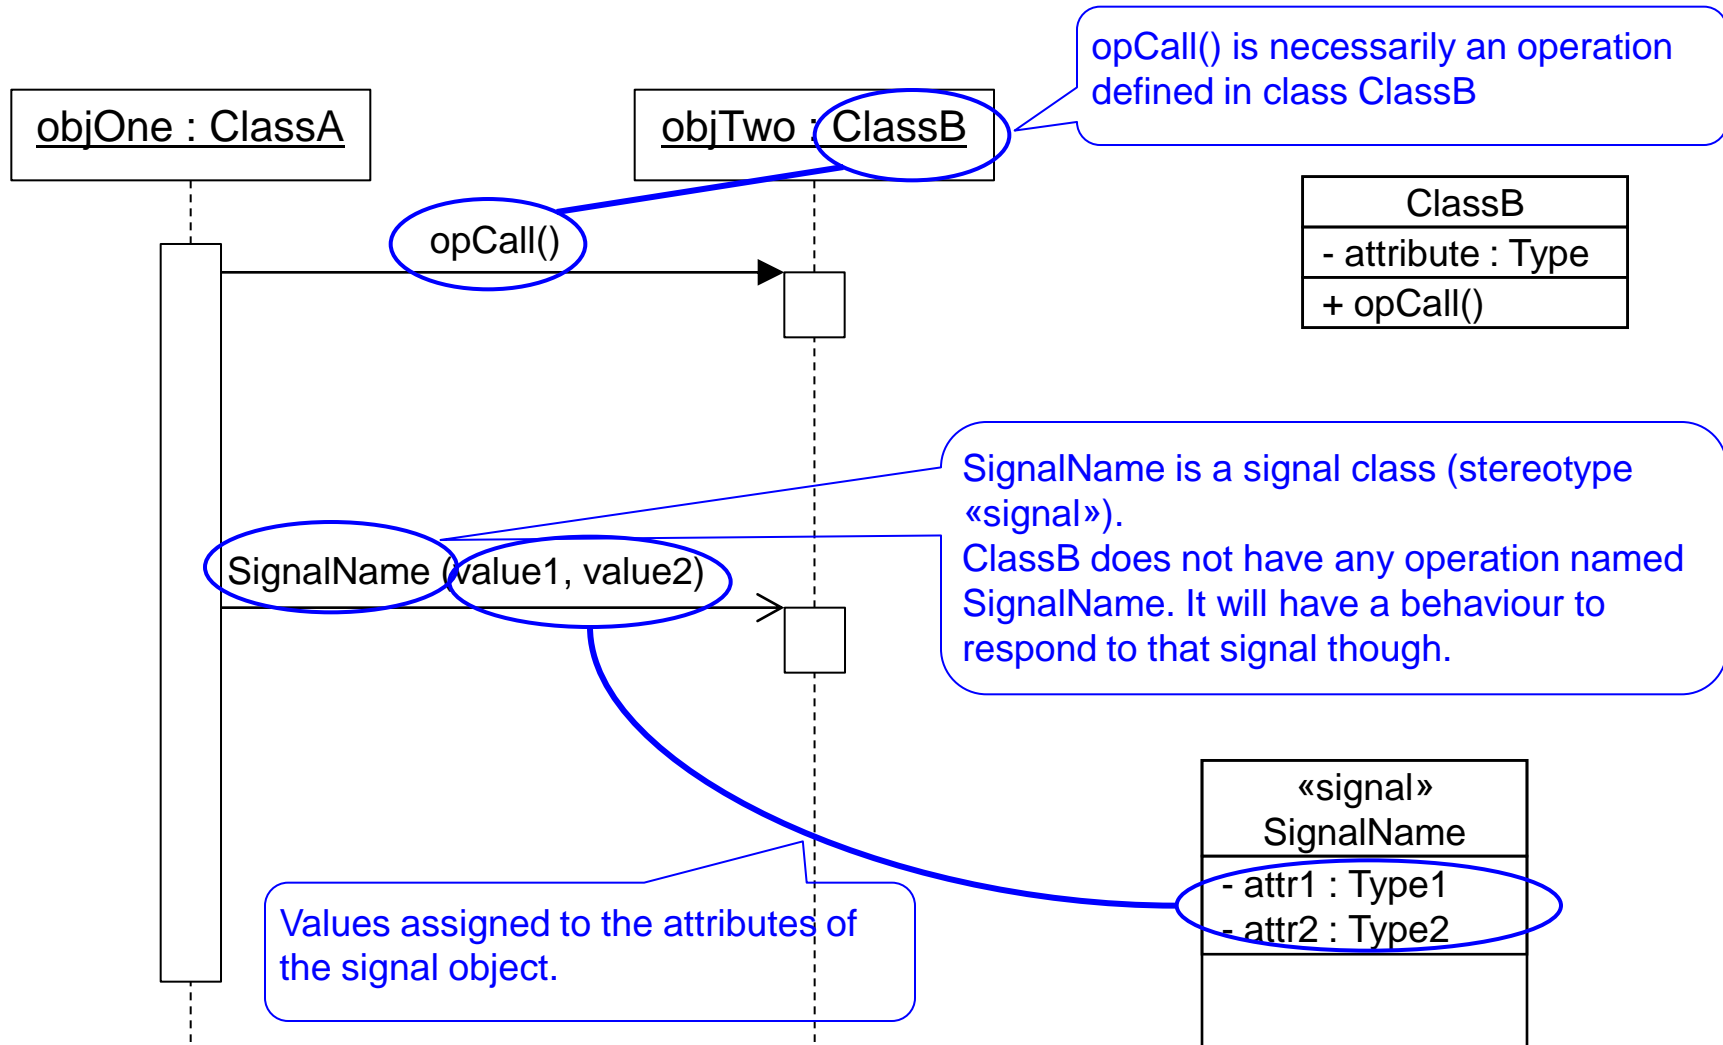 opCall() is necessarily an operation
defined in class ClassB
objOne : ClassA
objTwo : ClassB
opCall()
ClassB
- attribute : Type
+ opCall()
SignalName is a signal class (stereotype
«signal»).
ClassB does not have any operation named
SignalName. It will have a behaviour to
respond to that signal though.
SignalName (value1, value2)
«signal»
SignalName
- attr1 : Type1
- attr2 : Type2
Values assigned to the attributes of
the signal object.